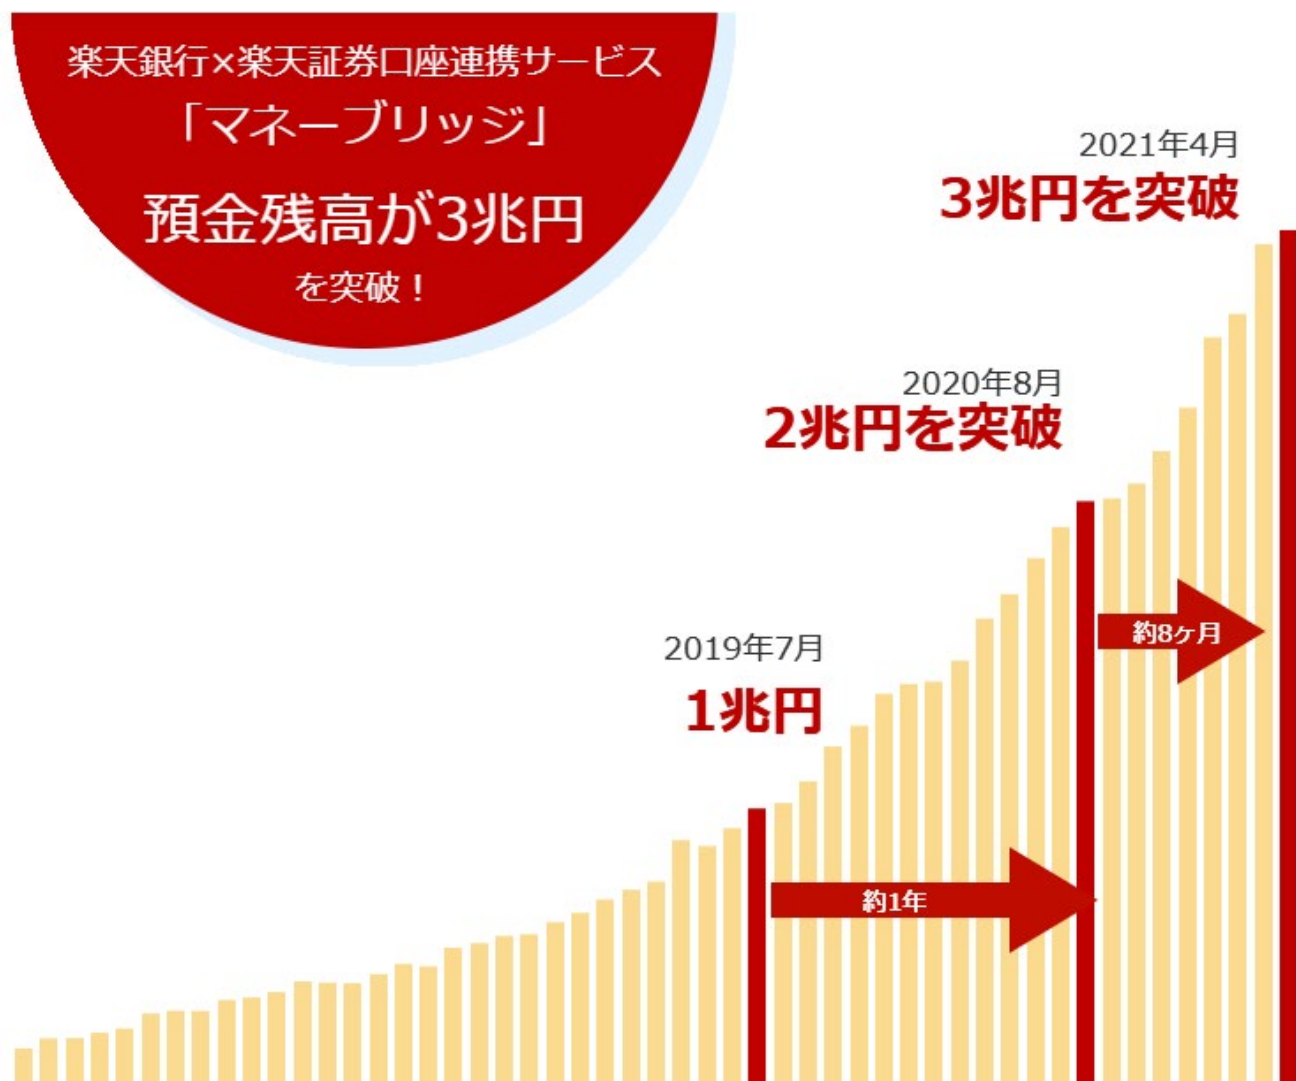 楽天銀行×楽天証券口座連携サービス
「マネーブリッジ」
預金残高が3兆円
を突破！
2021年4月
3兆円を突破
2020年8月
2兆円を突破
約8ヶ月
2019年7月
1兆円
約1年